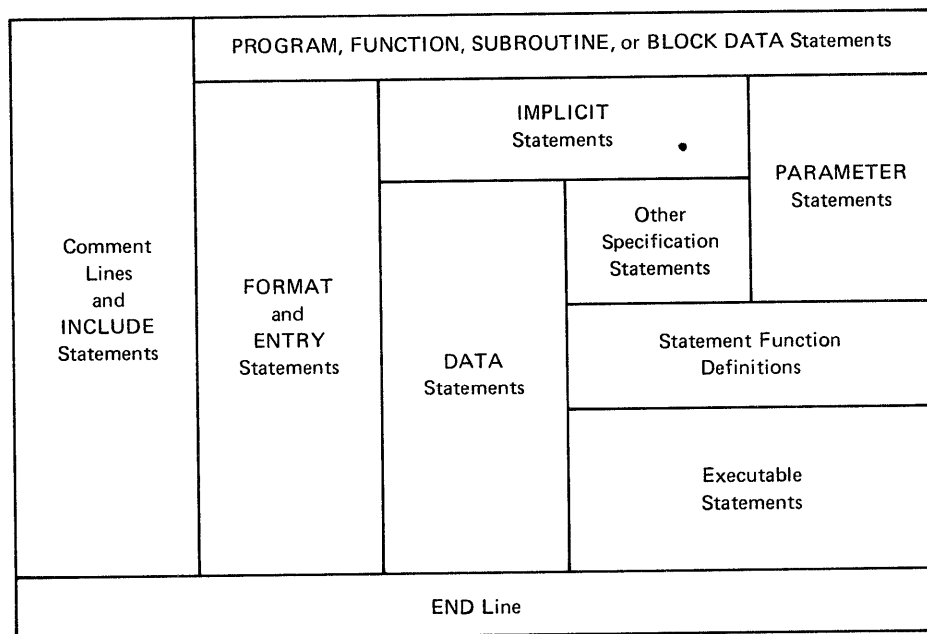 PROGRAM, FUNCTION, SUBROUTINE, or BLOCK DATA Statements
IMPLICIT
Statements
PARAMETER
Statements
Other
Specification
Statements
Comment
Lines
and
INCLUDE
Statements
FORMAT
and
ENTRY
Statements
DATA
Statements
Statement Function
Definitions
Executable
Statements
END Line